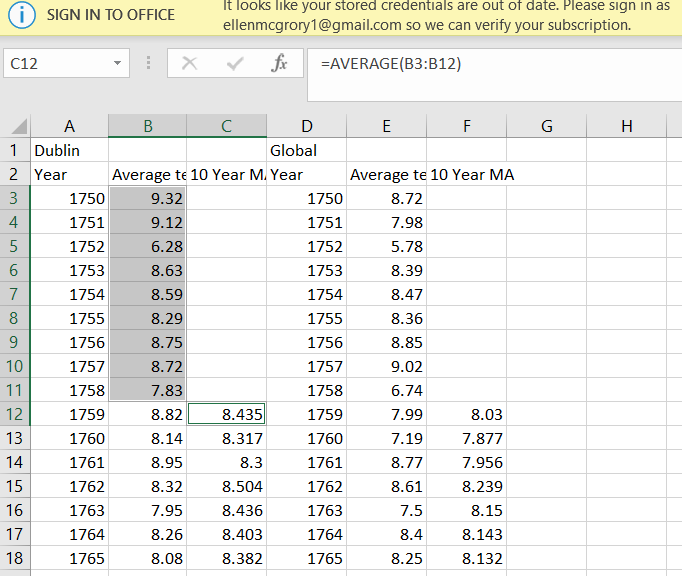 It looks like your stored credentials are out of date. Please sign in as
SIGN IN TO OFFICE
ellenmcgrory1@gmail.com so we can verify your subscription.
C12 fx =AVERAGE(B3:B12)
A B C D E F G H
1 Dublin Global
2 Year Average te 10 Year MA Year Average te 10 Year MA
3 1750 9.32 1750 8.72
4 1751 9.12 1751 7.98
5 1752 6.28 1752 5.78
6 1753 8.63 1753 8.39
7 1754 8.59 1754 8.47
8 1755 8.29 1755 8.36
9 1756 8.75 1756 8.85
10 1757 8.72 1757 9.02
11 1758 7.83 1758 6.74
12 1759 8.82 8.435 1759 7.99 8.03
13 1760 8.14 8.317 1760 7.19 7.877
14 1761 8.95 8.3 1761 8.77 7.956
15 1762 8.32 8.504 1762 8.61 8.239
16 1763 7.95 8.436 1763 7.5 8.15
17 1764 8.26 8.403 1764 8.4 8.143
18 1765 8.08 8.382 1765 8.25 8.132